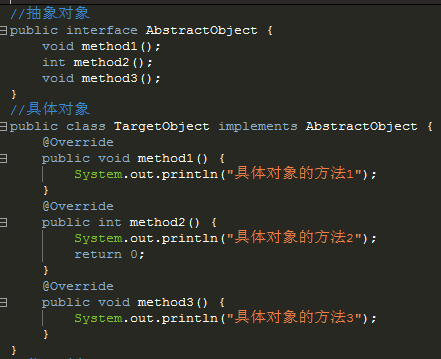 //抽象对象
public interface AbstractObject {
    void method1();
    int method2();
    void method3();
}
//具体对象
public class TargetObject implements AbstractObject {
    @Override
    public void method1() {
        System.out.println("具体对象的方法1");
    }
    @Override
    public int method2() {
        System.out.println("具体对象的方法2");
        return 0;
    }
    @Override
    public void method3() {
        System.out.println("具体对象的方法3");
    }
}